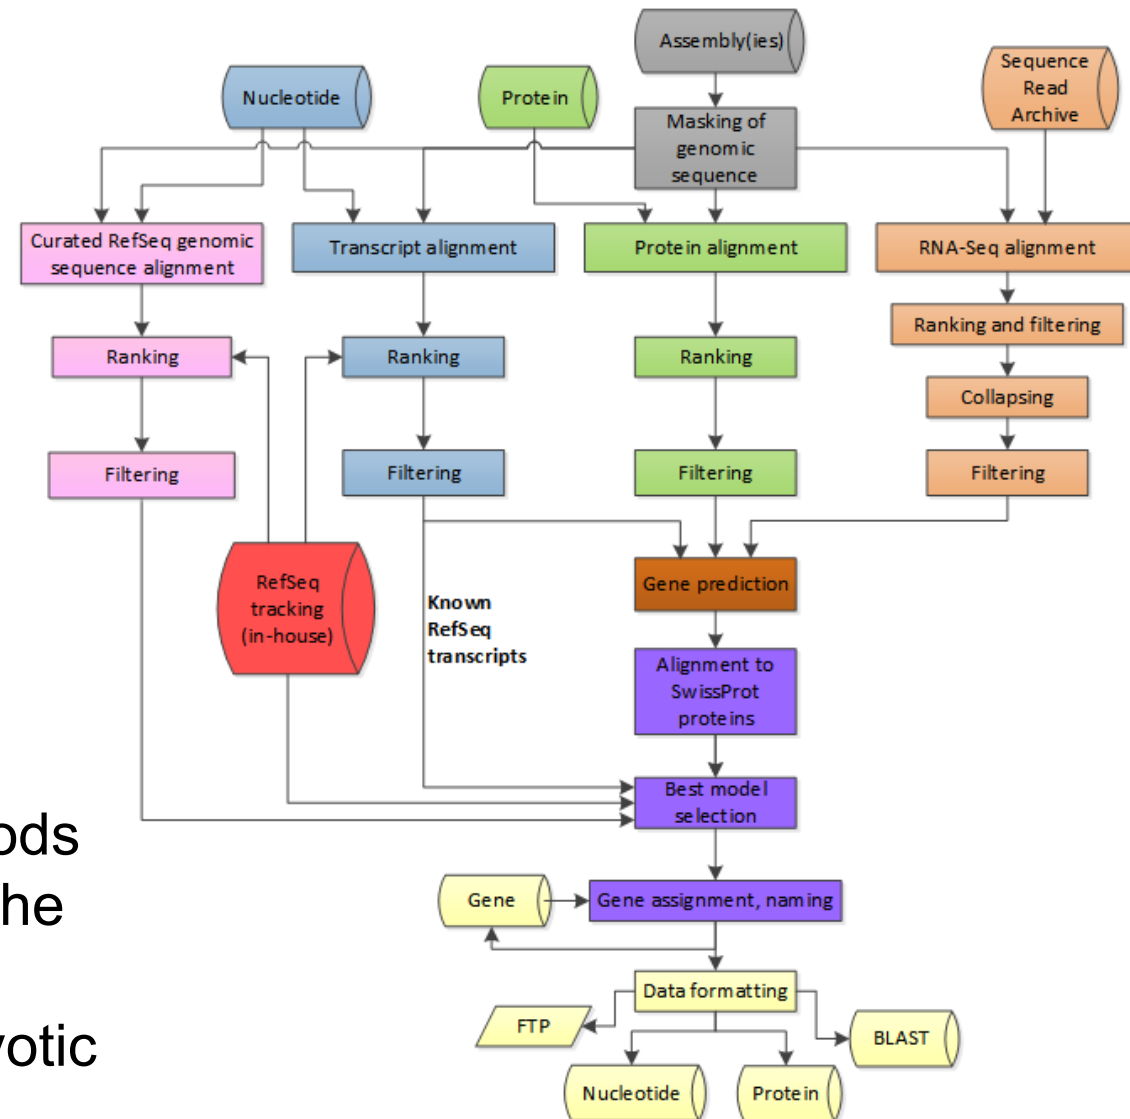 Assembly(ies)
Nucleotide
Protein
Sequence
Read
Archive
Masking of
genomic
sequence
Curated RefSeq genomic
sequence alignment
Transcript alignment
Protein alignment
RNA-Seq alignment
Ranking and filtering
Ranking
Ranking
Ranking
Collapsing
Filtering
Filtering
Filtering
Filtering
RefSeq
tracking
(in-house)
Known
RefSeq
transcripts
Gene prediction
Alignment to
SwissProt
proteins
Best model
selection
ods
he
yotic
Gene
Gene assignment, naming
Data formatting
FTP
BLAST
Nucleotide
Protein